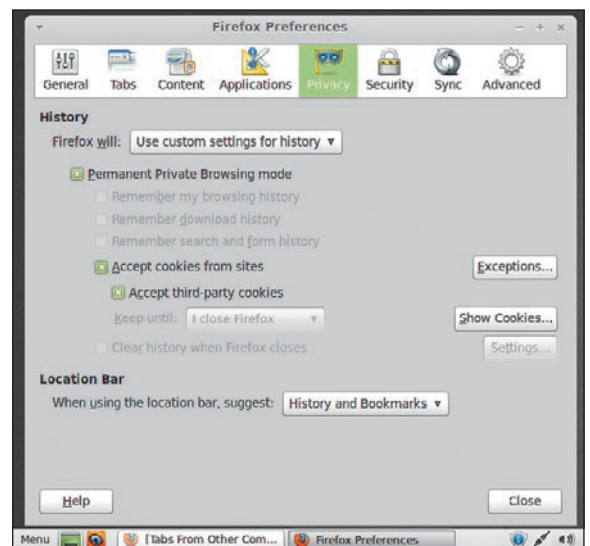 Firefox Preferences
General Tabs Content Applications Privacy Security Sync Advanced
History
Firefox will: Use custom settings for history
Permanent Private Browsing mode
Remember my browsing history
Remember download history
Remember search and form history
Accept cookies from sites Exceptions...
Accept third-party cookies
Keep until: I close Firefox Show Cookies...
Clear history when Firefox closes Settings...
Location Bar
When using the location bar, suggest: History and Bookmarks
Help Close
Menu [Tabs From Other Com... Firefox Preferences